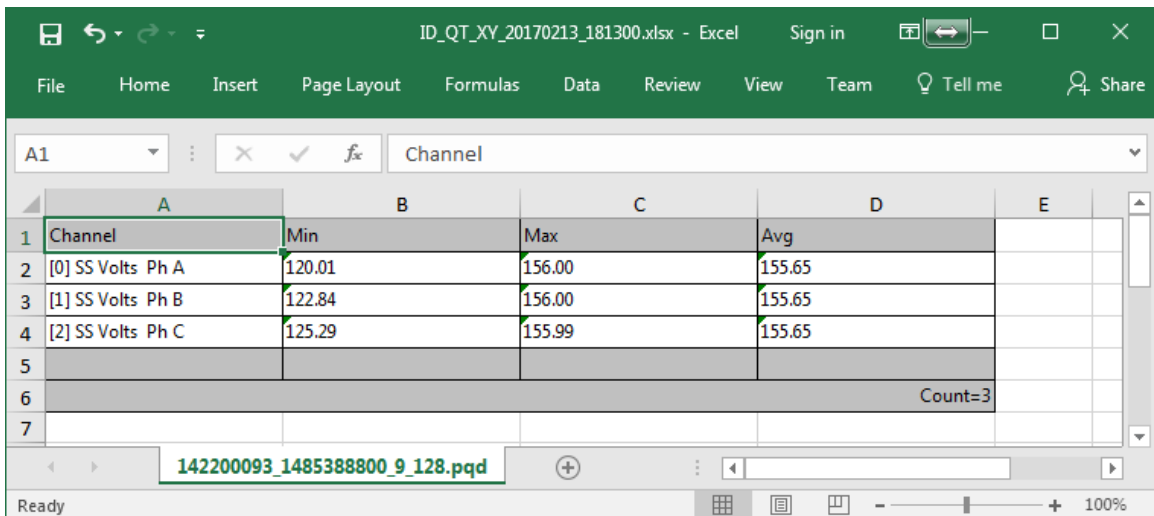 ID_QT_XY_20170213_181300.xlsx - Excel Sign in
File Home Insert Page Layout Formulas Data Review View Team Tell me Share
A1 fx Channel
A B C D E
1 Channel Min Max Avg
2 [0] SS Volts Ph A 120.01 156.00 155.65
3 [1] SS Volts Ph B 122.84 156.00 155.65
4 [2] SS Volts Ph C 125.29 155.99 155.65
5
6 Count=3
7
142200093_1485388800_9_128.pqd
Ready 100%